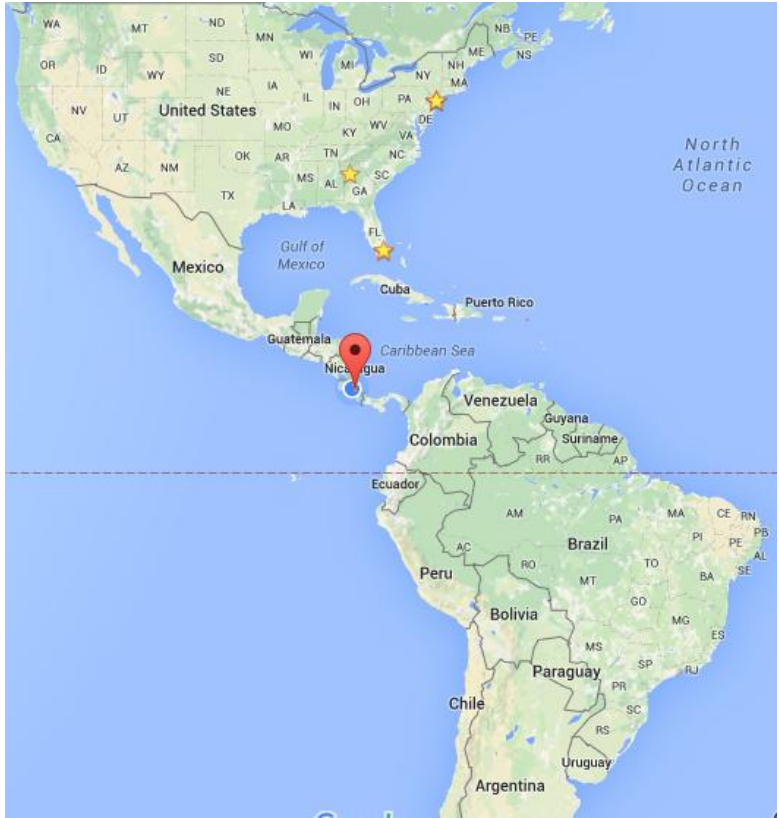 WA
MT
ND
MN
NB
PE
NS
ME
OR
ID
WY
SD
WI
MI
NY
NH
MA
NV
UT
NE
IA
IL
IN
OH
PA
DE
United States
CA
MO
KY
WV
VA
North
Atlantic
Ocean
AZ
NM
OK
AR
TN
NC
TX
MS
AL
GA
SC
LA
FL
Gulf of
Mexico
Mexico
Cuba
Puerto Rico
Guatemala
Caribbean Sea
Venezuela
Guyana
Suriname
Colombia
RR
AP
Ecuador
AM
PA
MA
CE
RN
PB
PE
PI
AL
SE
Brazil
AC
RO
TO
BA
Peru
MT
GO
Bolivia
MG
ES
MS
SP
RJ
Paraguay
PR
SC
Chile
RS
Uruguay
Argentina